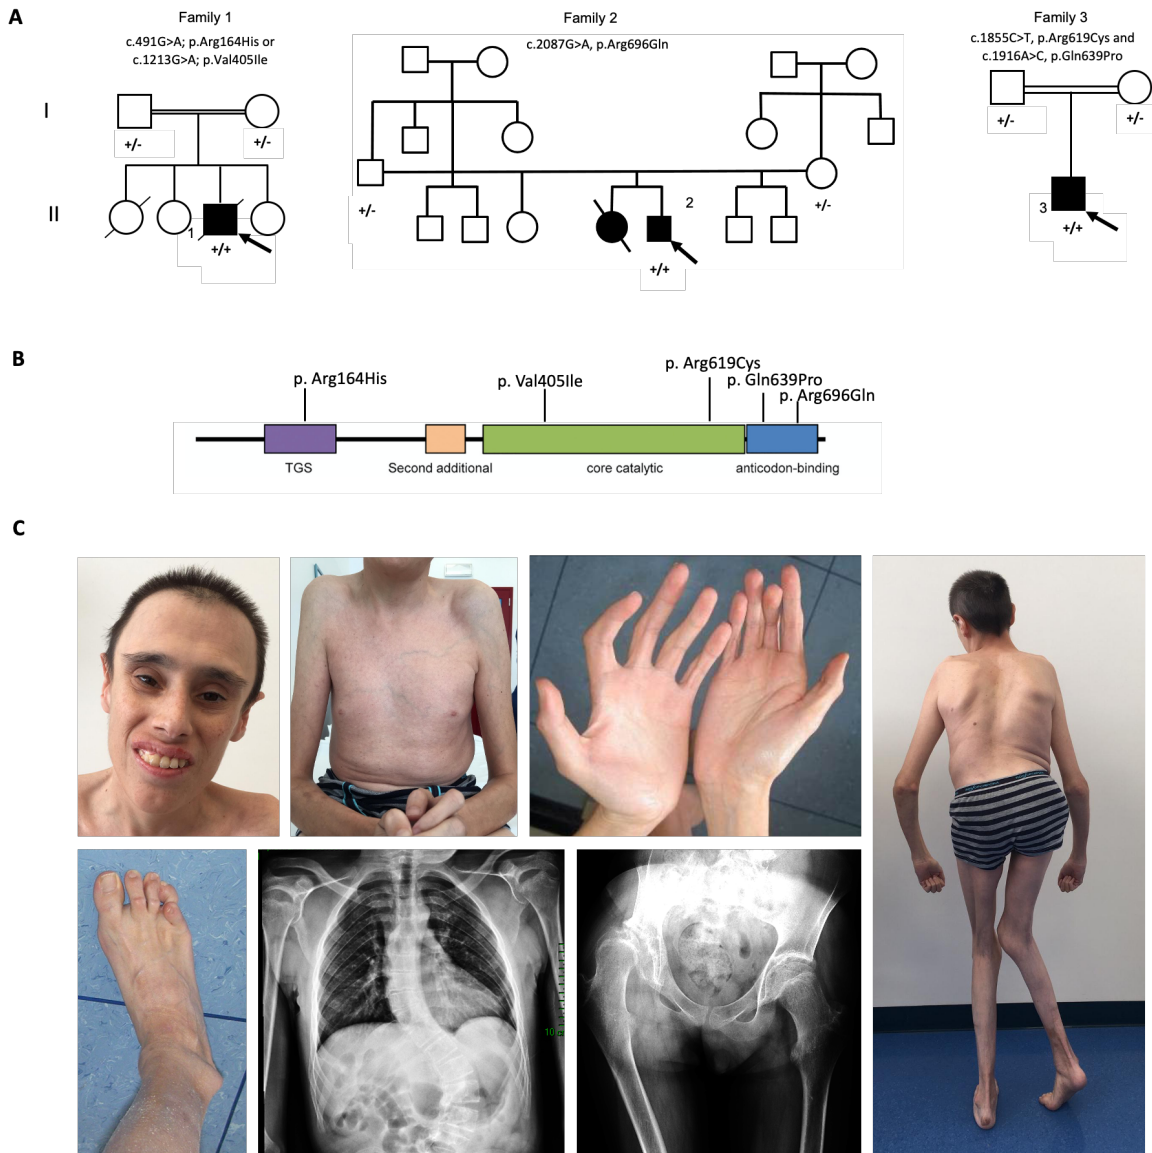 A
Family 1
c.491G>A; p.Arg164His or
c.1213G>A; p.Val405Ile
Family 2
c.2087G>A, p.Arg696Gln
Family 3
c.1855C>T, p.Arg619Cys and
c.1916A>C, p.Gln639Pro
I
+/-
+/-
+/-
+/-
II
1
+/+
+/-
2
+/+
+/-
3
+/+
B
p. Arg164His
p. Val405Ile
p. Arg619Cys
p. Gln639Pro
p. Arg696Gln
TGS
Second additional
core catalytic
anticodon-binding
C
10